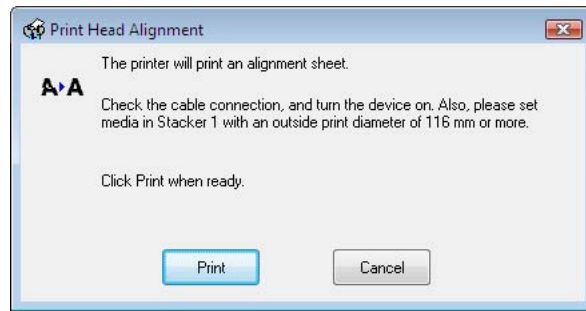 Print Head Alignment
The printer will print an alignment sheet.
A A
Check the cable connection, and turn the device on. Also, please set
media in Stacker 1 with an outside print diameter of 116 mm or more.
Click Print when ready.
Print Cancel